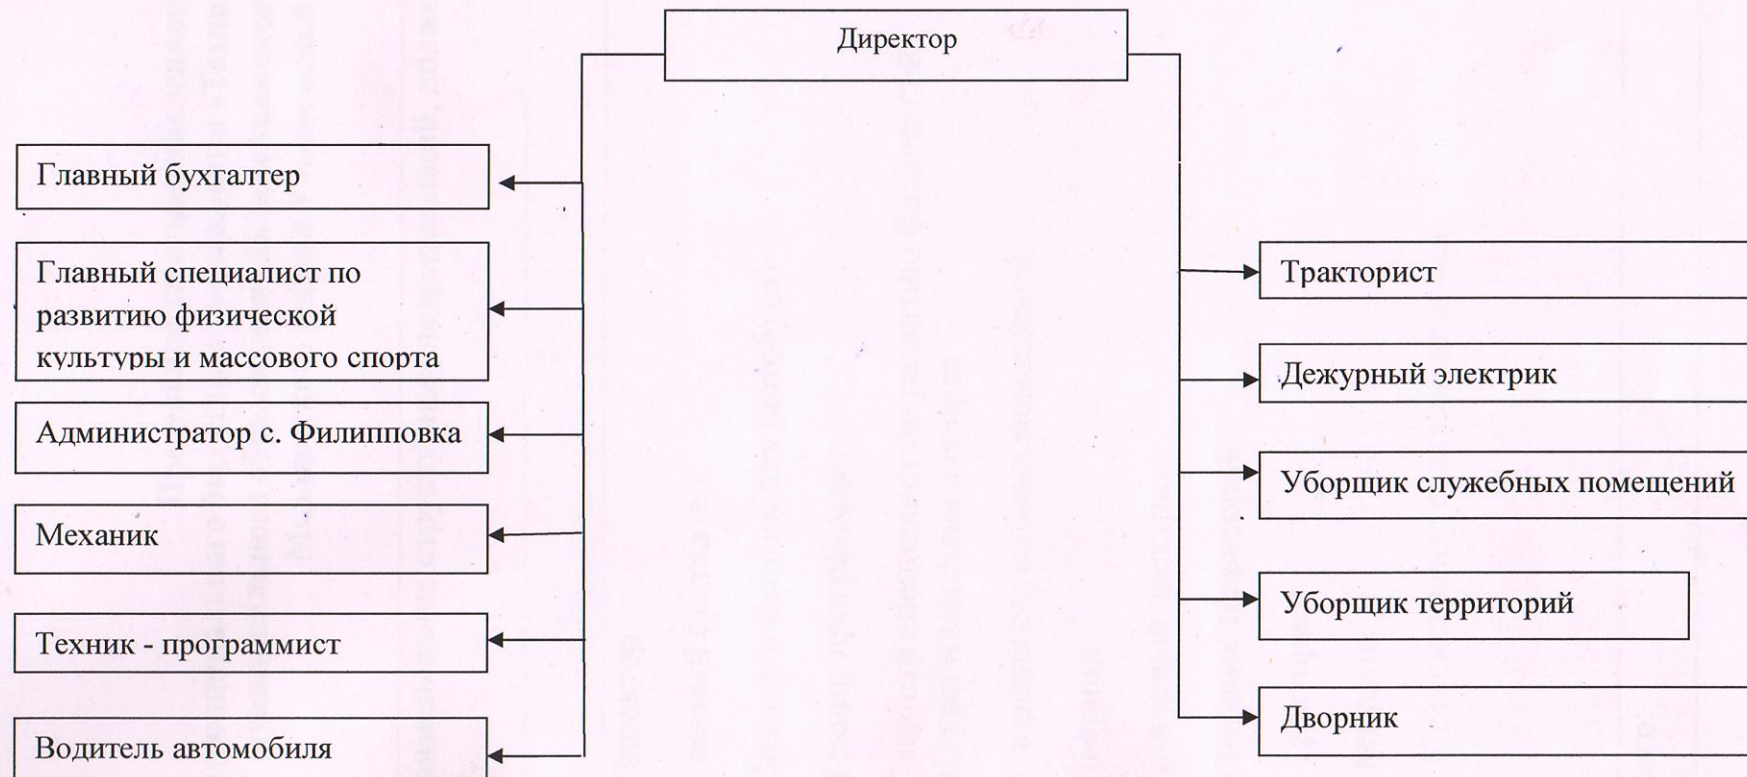 Директор
Главный бухгалтер
Главный специалист по
развитию физической
культуры и массового спорта
Администратор с. Филипповка
Механик
Техник - программист
Водитель автомобиля
Тракторист
Дежурный электрик
Уборщик служебных помещений
Уборщик территорий
Дворник